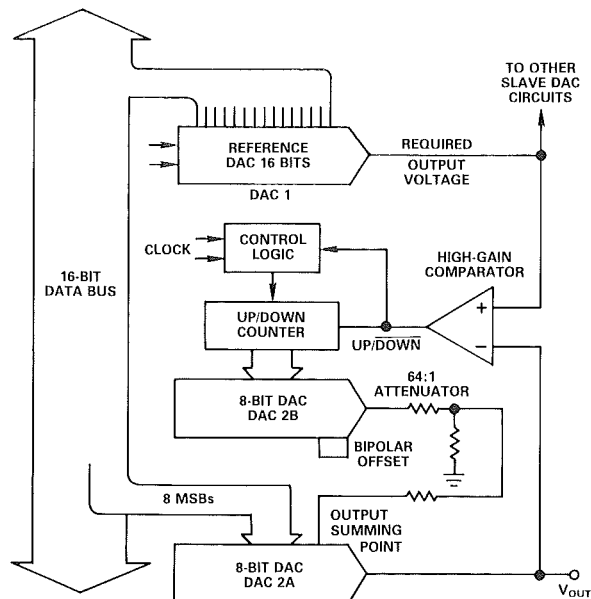 TO OTHER
SLAVE DAC
CIRCUITS
REFERENCE
DAC 16 BITS
REQUIRED
OUTPUT
VOLTAGE
DAC 1
CLOCK
CONTROL
LOGIC
HIGH-GAIN
COMPARATOR
16-BIT
DATA BUS
UP/DOWN
COUNTER
+
−
UP/DOWN
64:1
ATTENUATOR
8-BIT DAC
DAC 2B
BIPOLAR
OFFSET
8 MSBs
OUTPUT
SUMMING
POINT
8-BIT DAC
DAC 2A
VOUT